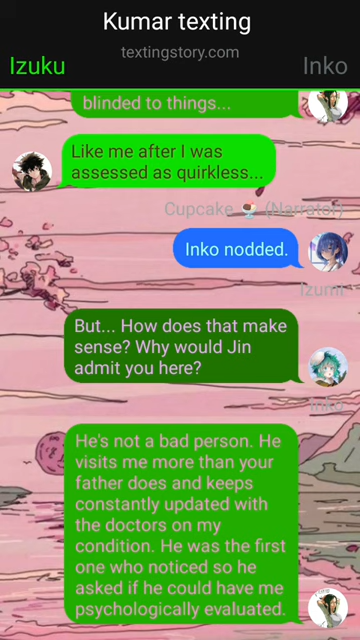 Kumar texting
textingstory.com
Izuku
Inko
blinded to things...
Like me after I was
assessed as quirkless...
Cupcake 🍨 (Narrator)
Inko nodded.
Izumi
But... How does that make
sense? Why would Jin
admit you here?
Inko
He's not a bad person. He
visits me more than your
father does and keeps
constantly updated with
the doctors on my
condition. He was the first
one who noticed so he
asked if he could have me
psychologically evaluated.